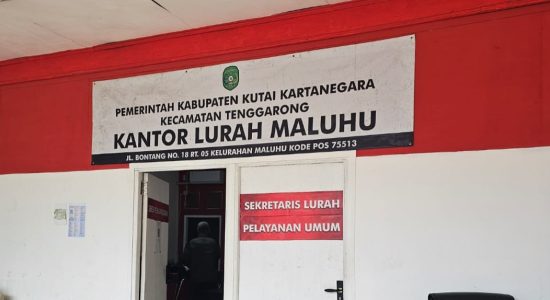 PEMERINTAH KABUPATEN KUTAI KARTANEGARA
KECAMATAN TENGGARONG
KANTOR LURAH MALUHU
JL. BONTANG NO. 18 RT. 05 KELURAHAN MALUHU KODE POS 75513
SEKRETARIS LURAH
PELAYANAN UMUM